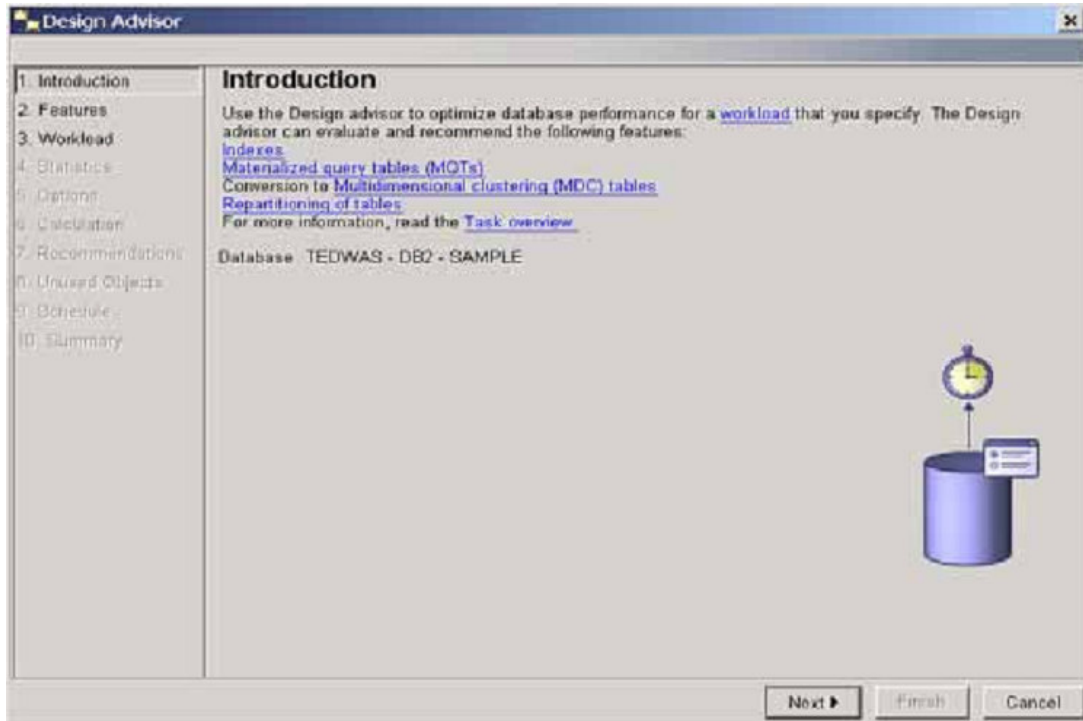 Design Advisor
1. Introduction
2. Features
3. Workload
4. Statistics
5. Options
6. Calculation
7. Recommendations
8. Unused Objects
9. Schedule
10. Summary
Introduction
Use the Design advisor to optimize database performance for a workload that you specify. The Design
advisor can evaluate and recommend the following features:
Indexes
Materialized query tables (MQTs)
Conversion to Multidimensional clustering (MDC) tables
Repartitioning of tables
For more information, read the Task overview
Database TEDWAS - DB2 - SAMPLE
Next
Finish
Cancel